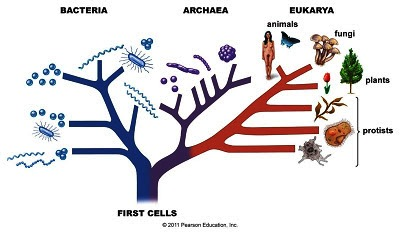 BACTERIA
ARCHAEA
EUKARYA
animals
fungi
plants
protists
FIRST CELLS
© 2011 Pearson Education, Inc.